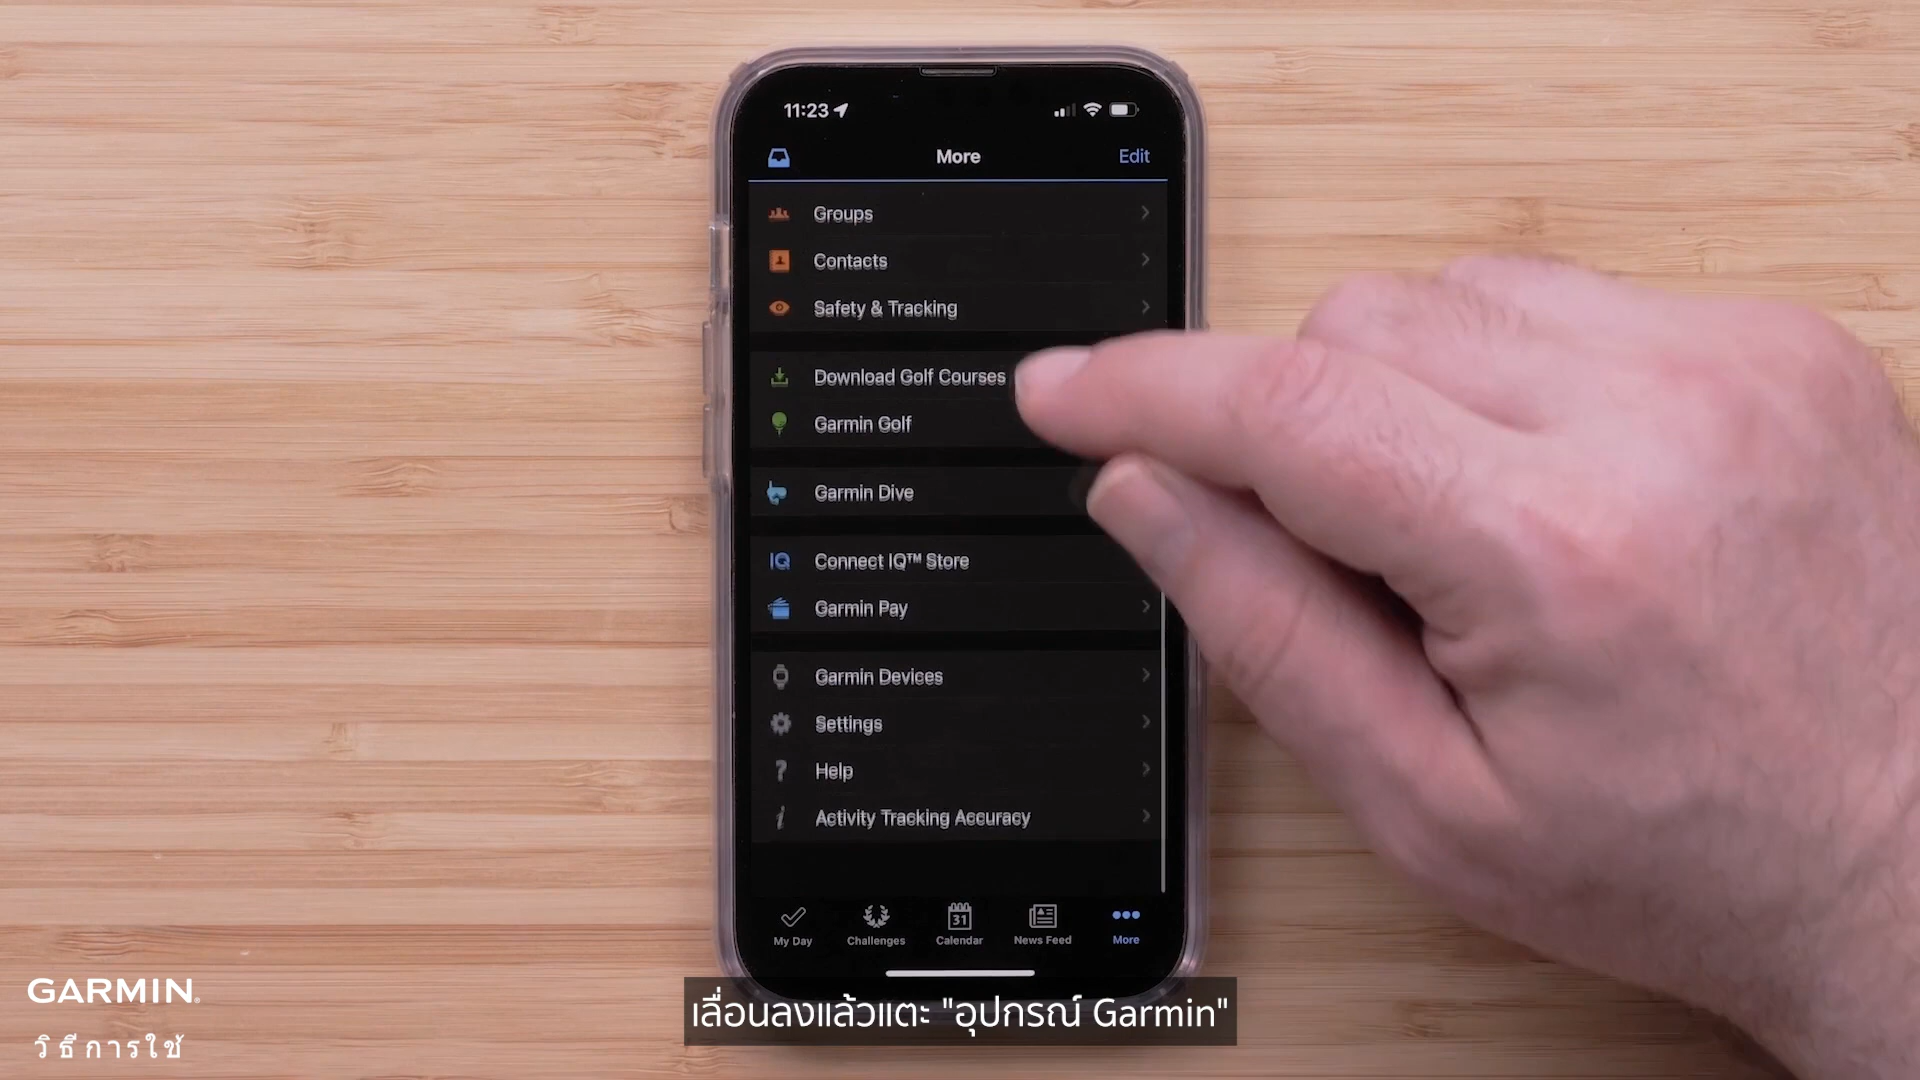 11:23
More
Edit
Groups
Contacts
Safety & Tracking
Download Golf Courses
Garmin Golf
Garmin Dive
IQ
Connect IQ™ Store
Garmin Pay
Garmin Devices
Settings
?
Help
i
Activity Tracking Accuracy
31
My Day
Challenges
Calendar
News Feed
More
GARMIN®
วิธีการใช้
เลื่อนลงแล้วแตะ "อุปกรณ์ Garmin"